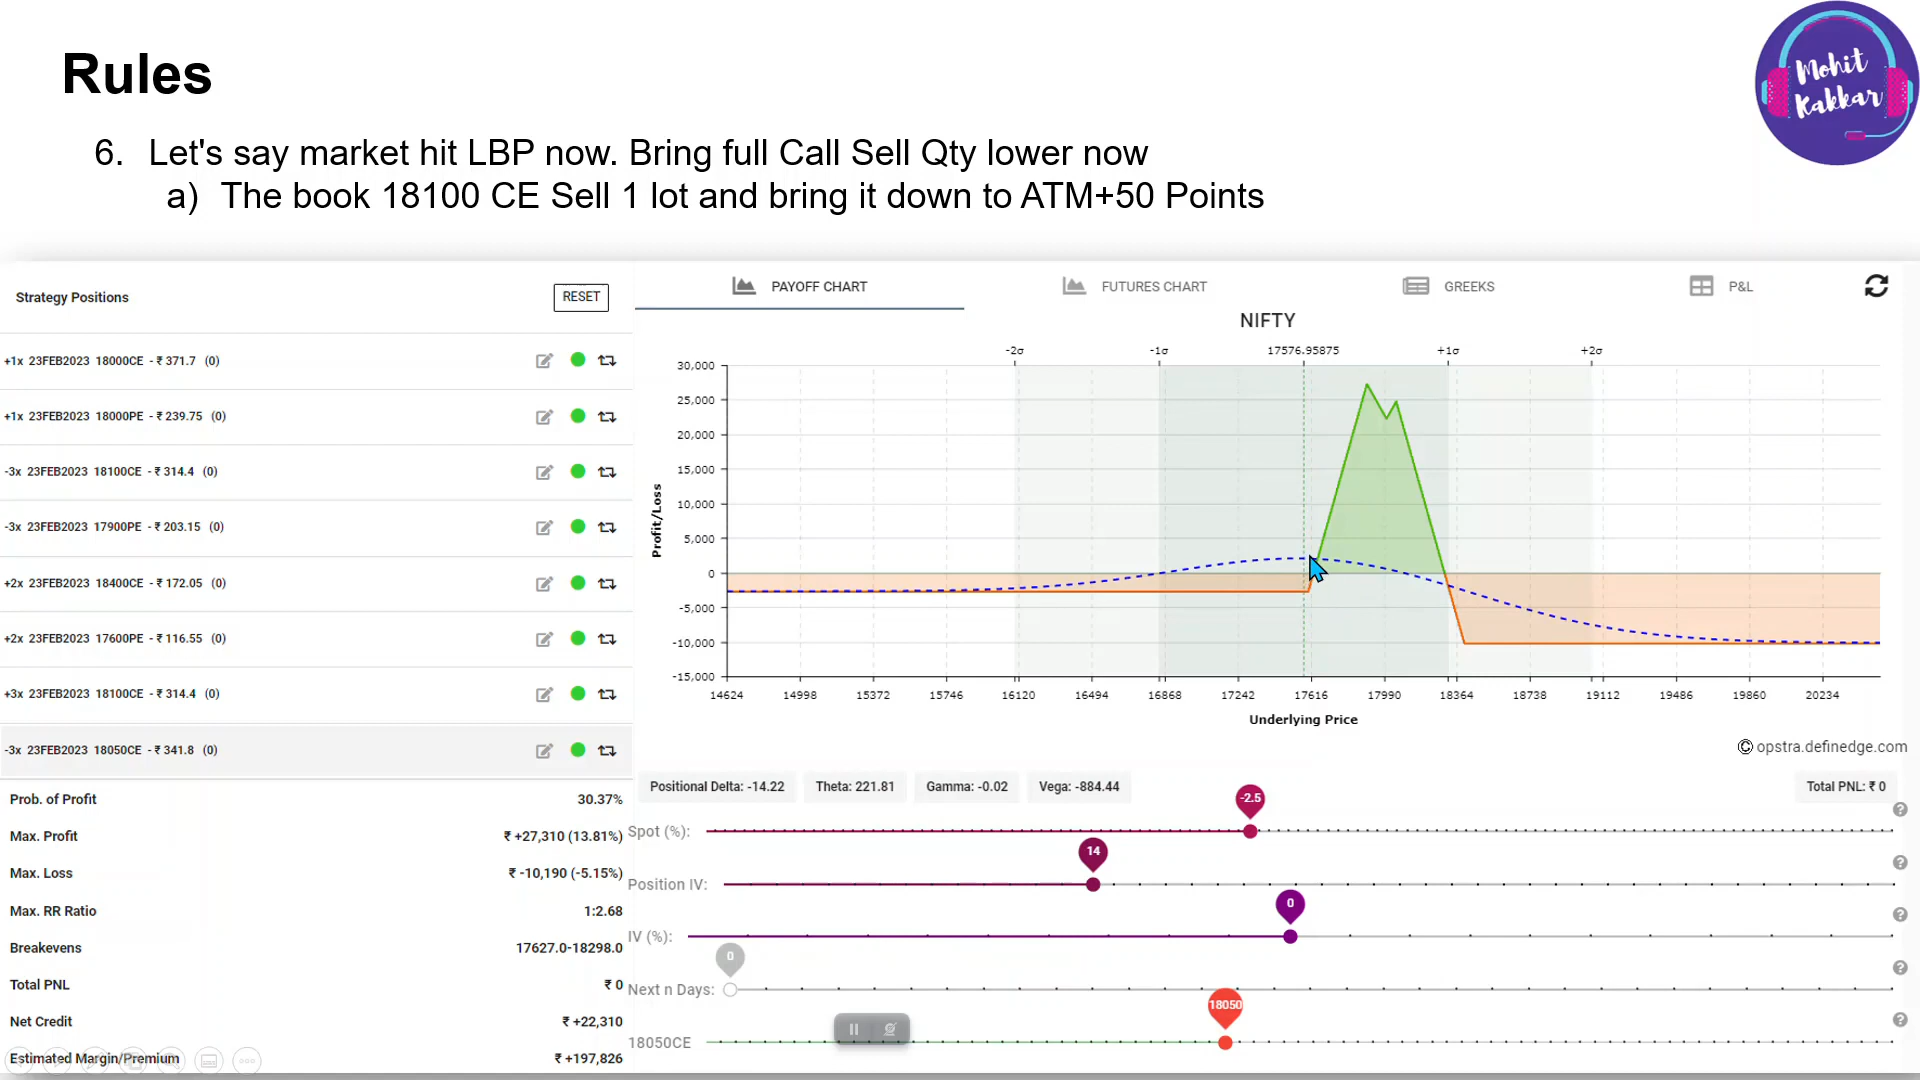 Rules
Mohit
Kakkar
6. Let's say market hit LBP now. Bring full Call Sell Qty lower now
a) The book 18100 CE Sell 1 lot and bring it down to ATM+50 Points
Strategy Positions
RESET
PAYOFF CHART
FUTURES CHART
GREEKS
P&L
+1x 23FEB2023 18000CE - ₹ 371.7 (0)
+1x 23FEB2023 18000PE - ₹ 239.75 (0)
-3x 23FEB2023 18100CE - ₹ 314.4 (0)
-3x 23FEB2023 17900PE - ₹ 203.15 (0)
+2x 23FEB2023 18400CE - ₹ 172.05 (0)
+2x 23FEB2023 17600PE - ₹ 116.55 (0)
+3x 23FEB2023 18100CE - ₹ 314.4 (0)
-3x 23FEB2023 18050CE - ₹ 341.8 (0)
Prob. of Profit 30.37%
Max. Profit ₹ +27,310 (13.81%)
Max. Loss ₹ -10,190 (-5.15%)
Max. RR Ratio 1:2.68
Breakevens 17627.0-18298.0
Total PNL ₹ 0
Net Credit ₹ +22,310
Estimated Margin/Premium ₹ +197,826
NIFTY
-2σ -1σ 17576.95875 +1σ +2σ
30,000
25,000
20,000
15,000
10,000
5,000
0
-5,000
-10,000
-15,000
Profit/Loss
14624 14998 15372 15746 16120 16494 16868 17242 17616 17990 18364 18738 19112 19486 19860 20234
Underlying Price
© opstra.definedge.com
Positional Delta: -14.22 Theta: 221.81 Gamma: -0.02 Vega: -884.44 Total PNL: ₹ 0
-2.5
Spot (%):
14
Position IV:
0
IV (%):
0
Next n Days:
18050
18050CE